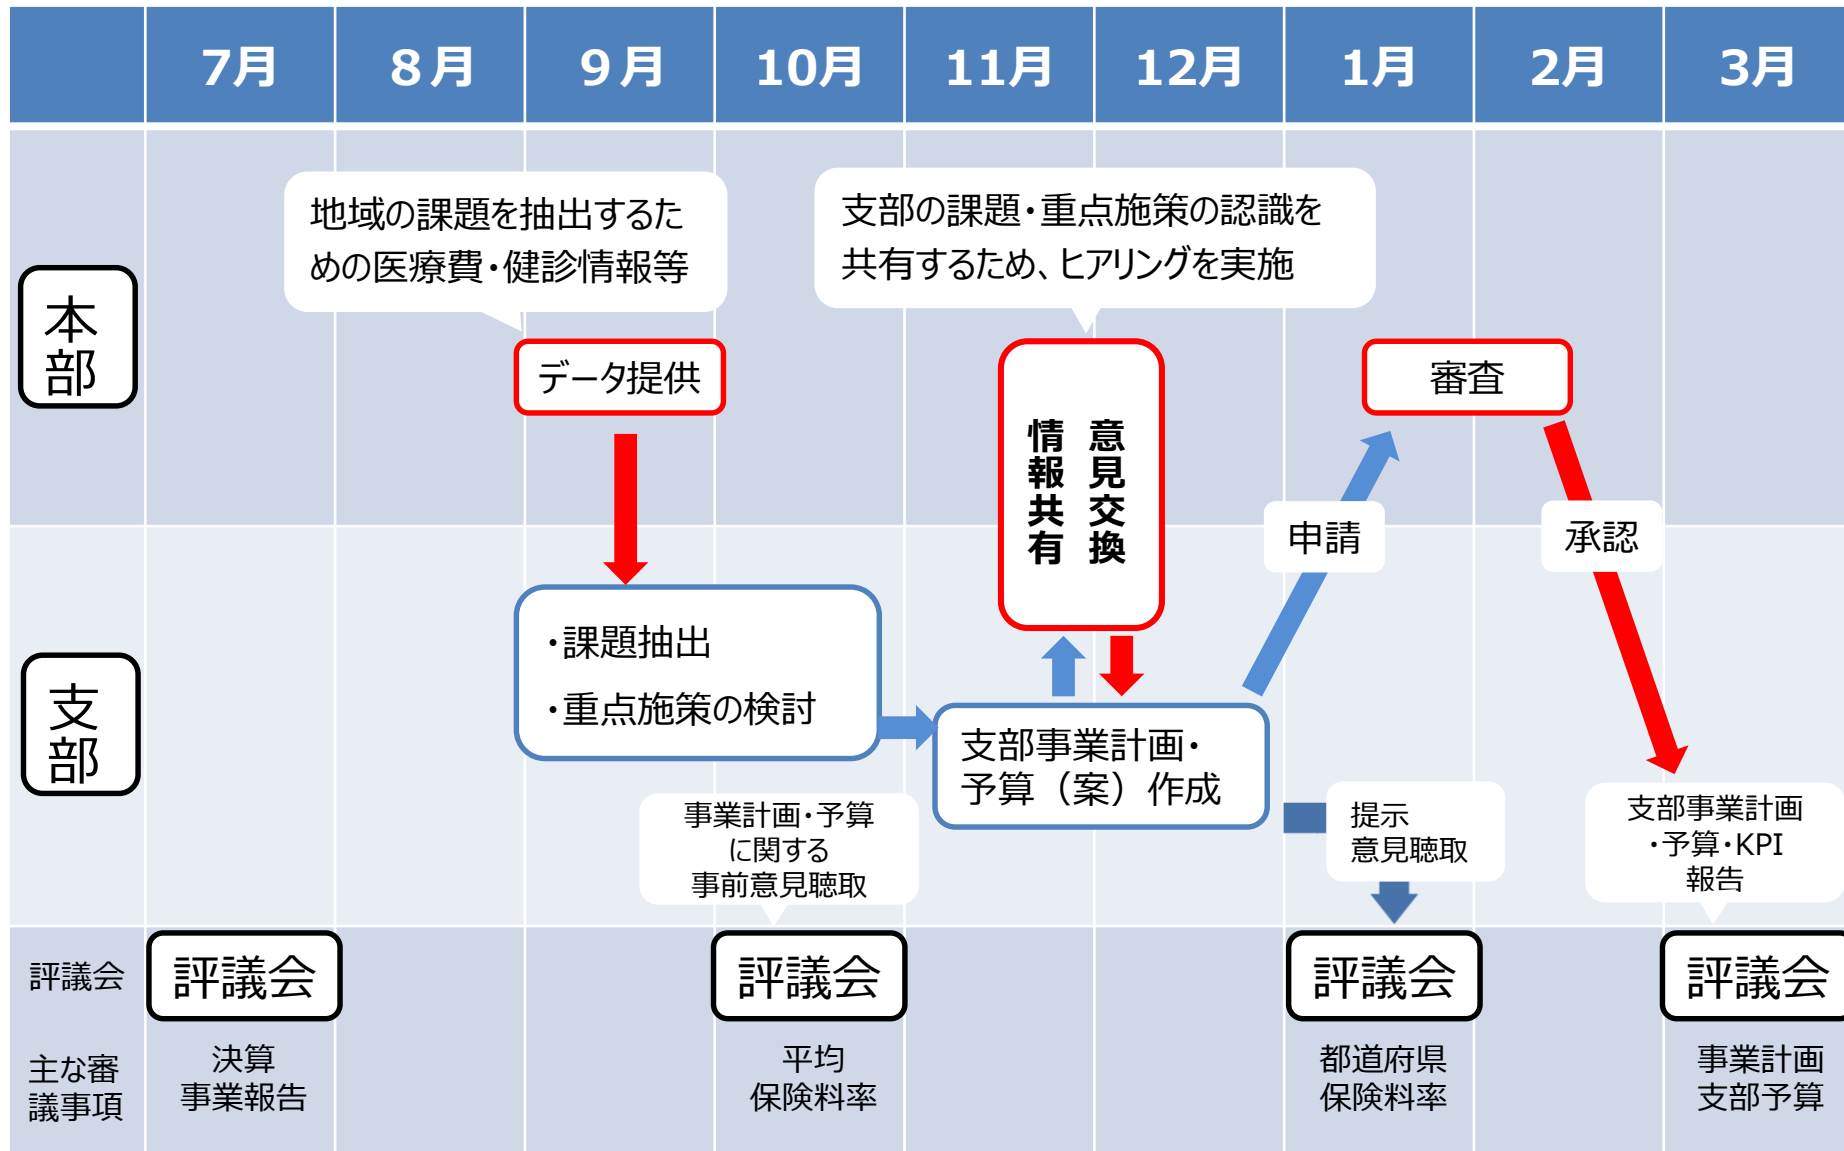 7月
8月
9月
10月
11月
12月
1月
2月
3月
本部
地域の課題を抽出するた
めの医療費・健診情報等
支部の課題・重点施策の認識を
共有するため、ヒアリングを実施
データ提供
意見交換
情報共有
審査
申請
承認
支部
・課題抽出
・重点施策の検討
支部事業計画・
予算（案）作成
事業計画・予算
に関する
事前意見聴取
提示
意見聴取
支部事業計画
・予算・KPI
報告
評議会
評議会
評議会
評議会
評議会
主な審
議事項
決算
事業報告
平均
保険料率
都道府県
保険料率
事業計画
支部予算